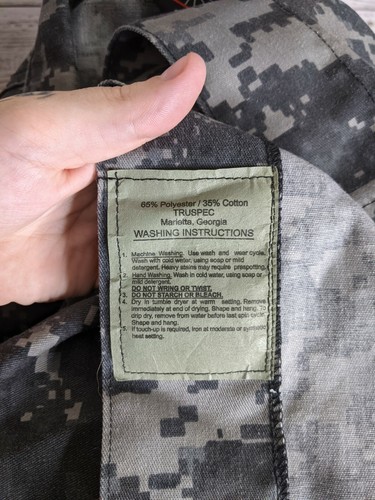 65% Polyester / 35% Cotton
TRUSPEC
Marietta, Georgia
WASHING INSTRUCTIONS
1. Machine Washing. Use wash and wear cycle.
Wash with cold water, using soap or mild
detergent. Heavy stains may require prespotting.
2. Hand Washing. Wash in cold water, using soap or
mild detergent.
DO NOT WRING OR TWIST.
3. DO NOT STARCH OR BLEACH.
4. Dry in tumble dryer at warm setting. Remove
immediately at end of drying. Shape and hang. To
drip dry, remove from water before last spin cycle.
Shape and hang.
5. If touch-up is required, iron at moderate or synthetic
heat setting.